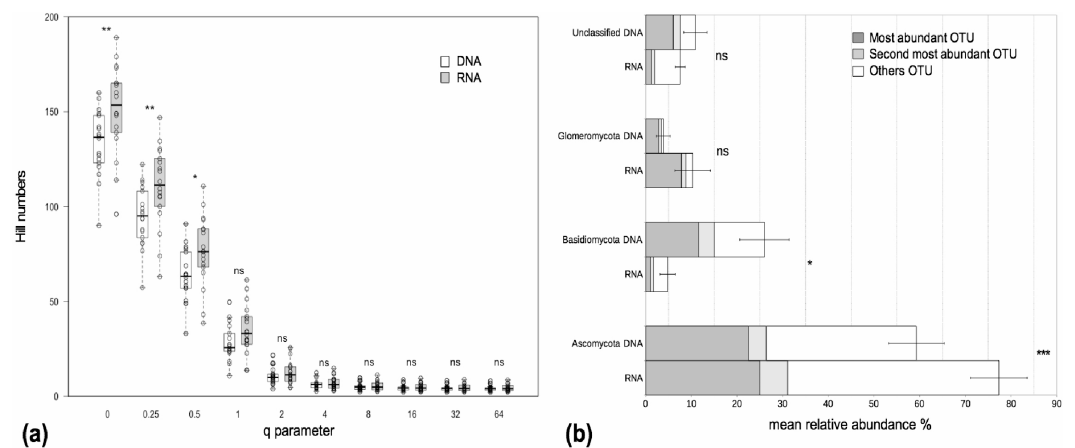 200
150
100
50
0
Hill numbers
**
**
*
ns
ns
ns
ns
ns
ns
ns
DNA
RNA
0 0.25 0.5 1 2 4 8 16 32 64
q parameter
(a)
Unclassified DNA
RNA
ns
Glomeromycota DNA
RNA
ns
Basidiomycota DNA
RNA
*
Ascomycota DNA
RNA
***
Most abundant OTU
Second most abundant OTU
Others OTU
0 10 20 30 40 50 60 70 80 90
mean relative abundance %
(b)